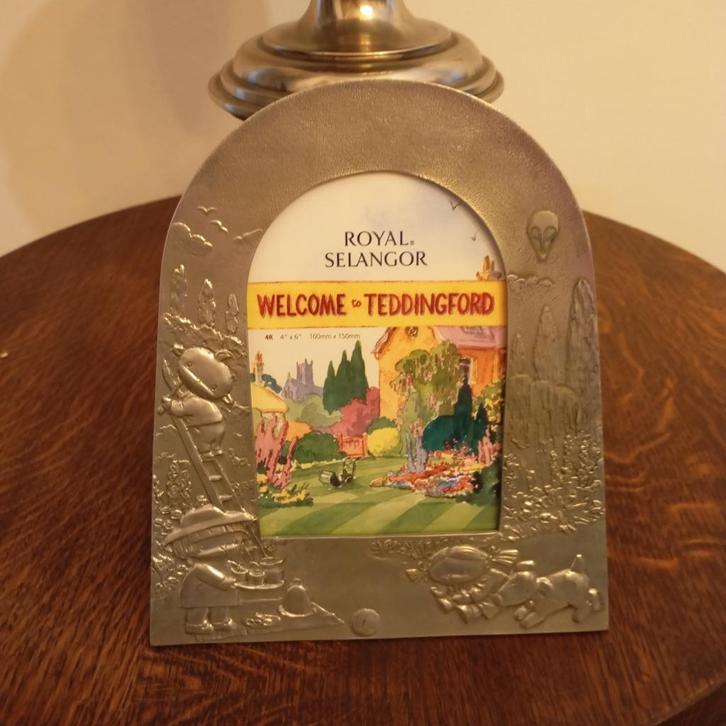 ROYAL®
SELANGOR
WELCOME to TEDDINGFORD
4R 4" x 6" 100mm x 150mm